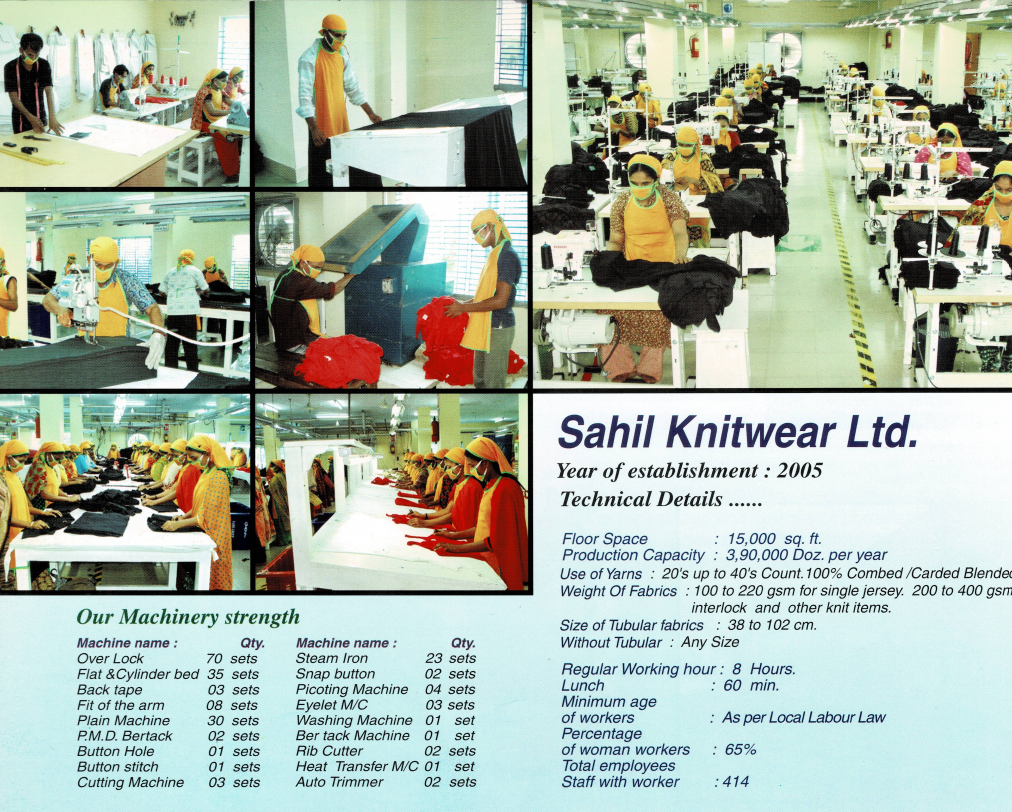 Sahil Knitwear Ltd.
Year of establishment : 2005
Technical Details ......
Floor Space : 15,000 sq. ft.
Production Capacity : 3,90,000 Doz. per year
Use of Yarns : 20's up to 40's Count.100% Combed /Carded Blended
Weight Of Fabrics : 100 to 220 gsm for single jersey. 200 to 400 gsm
interlock and other knit items.
Size of Tubular fabrics : 38 to 102 cm.
Without Tubular : Any Size
Regular Working hour : 8 Hours.
Lunch : 60 min.
Minimum age
of workers : As per Local Labour Law
Percentage
of woman workers : 65%
Total employees
Staff with worker : 414
Our Machinery strength
Machine name : Qty. Machine name : Qty.
Over Lock 70 sets Steam Iron 23 sets
Flat &Cylinder bed 35 sets Snap button 02 sets
Back tape 03 sets Picoting Machine 04 sets
Fit of the arm 08 sets Eyelet M/C 03 sets
Plain Machine 30 sets Washing Machine 01 set
P.M.D. Bertack 02 sets Ber tack Machine 01 set
Button Hole 01 sets Rib Cutter 02 sets
Button stitch 01 sets Heat Transfer M/C 01 set
Cutting Machine 03 sets Auto Trimmer 02 sets